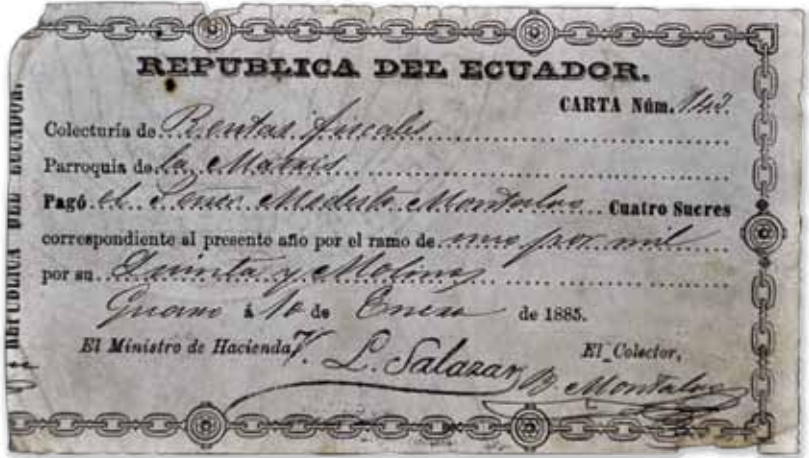 REPUBLICA DEL ECUADOR.
CARTA Núm. 142.
Colecturía de Rentas fiscales
Parroquia de la Matriz
Pagó el Señor Modesto Montalvo Cuatro Sucres
correspondiente al presente año por el ramo de uno por mil
por su Quinta y Molino
Guano á 10 de Enero de 1885.
El Ministro de Hacienda V. L. Salazar El Colector,
B. Montalvo
REPUBLICA DEL ECUADOR,